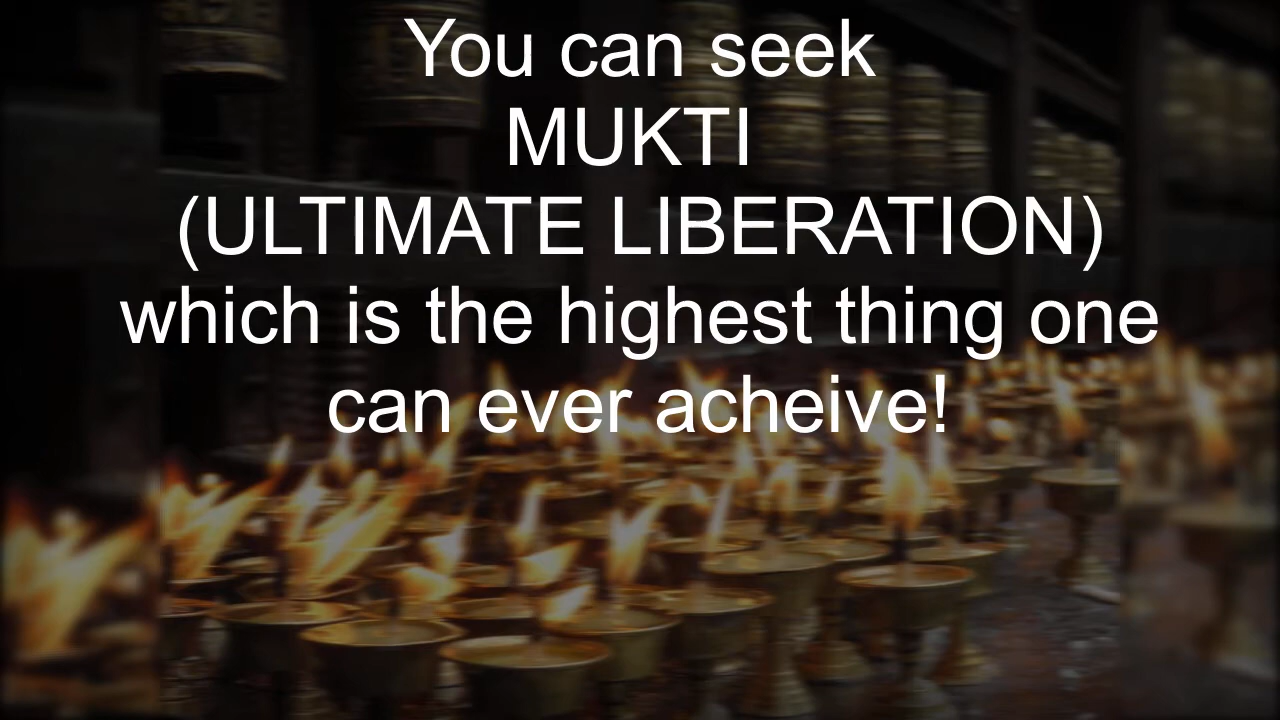 You can seek
MUKTI
(ULTIMATE LIBERATION)
which is the highest thing one
can ever acheive!